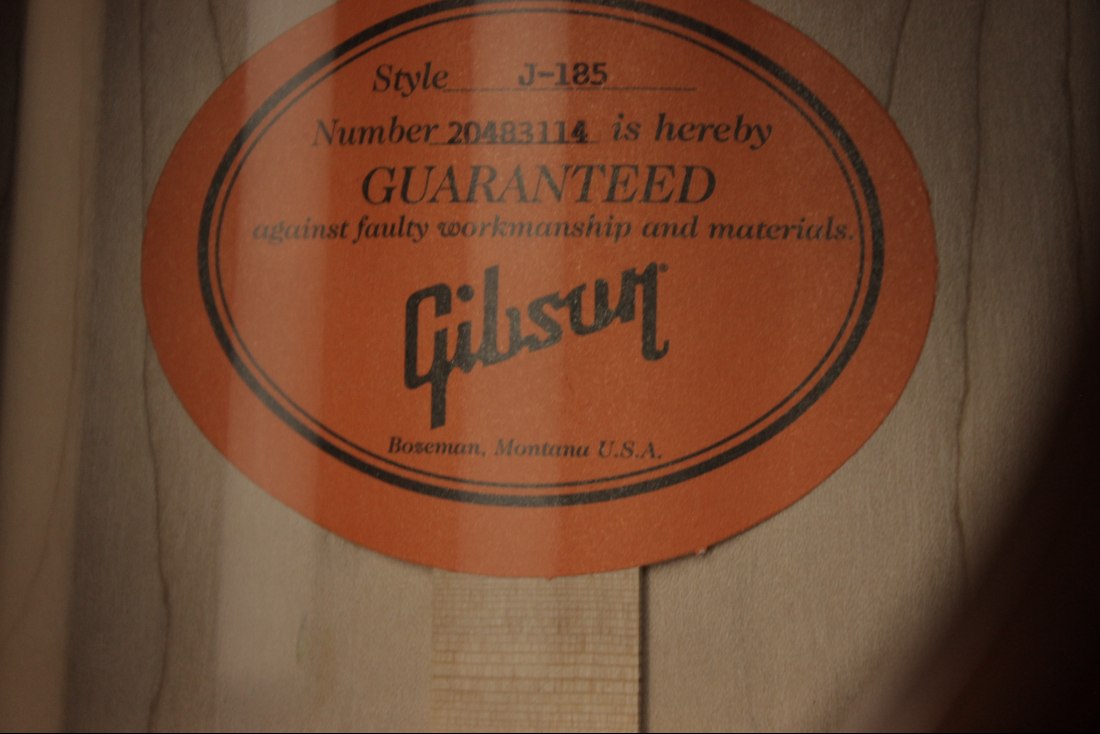 Style J-185
Number 20483114 is hereby
GUARANTEED
against faulty workmanship and materials.
Gibson
Bozeman, Montana U.S.A.